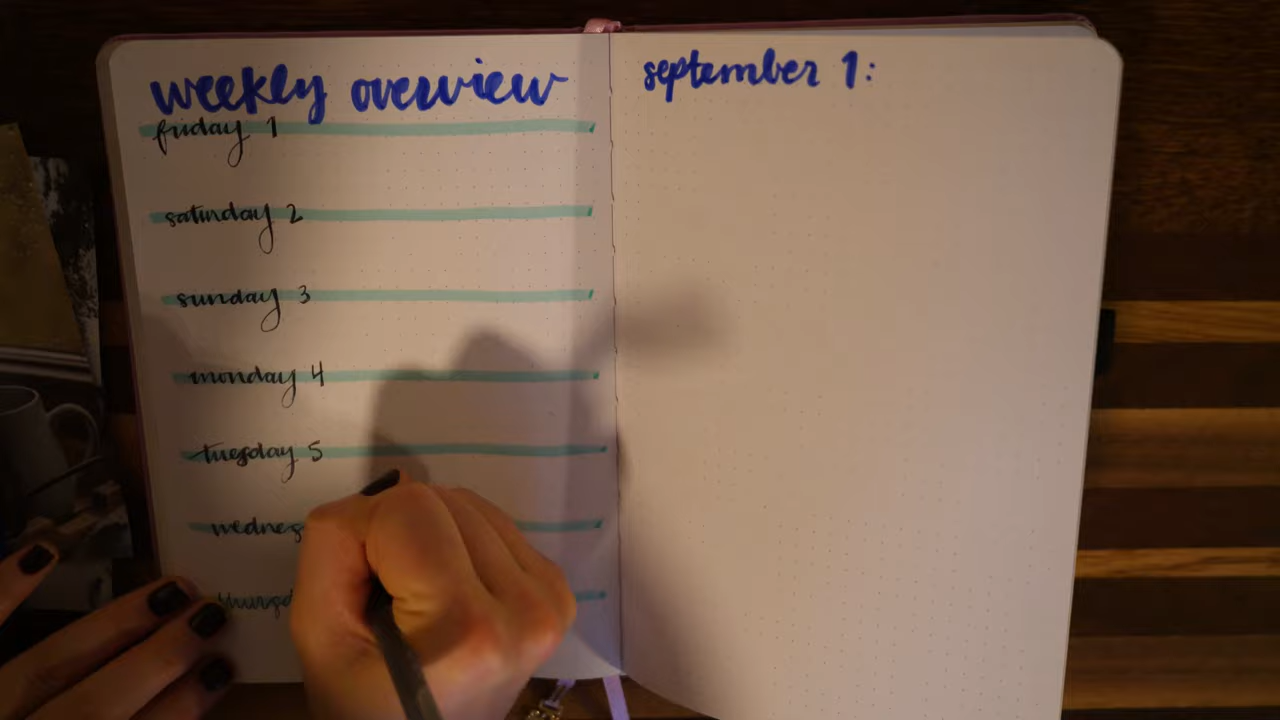 weekly overview
friday 1
saturday 2
sunday 3
monday 4
tuesday 5
september 1: